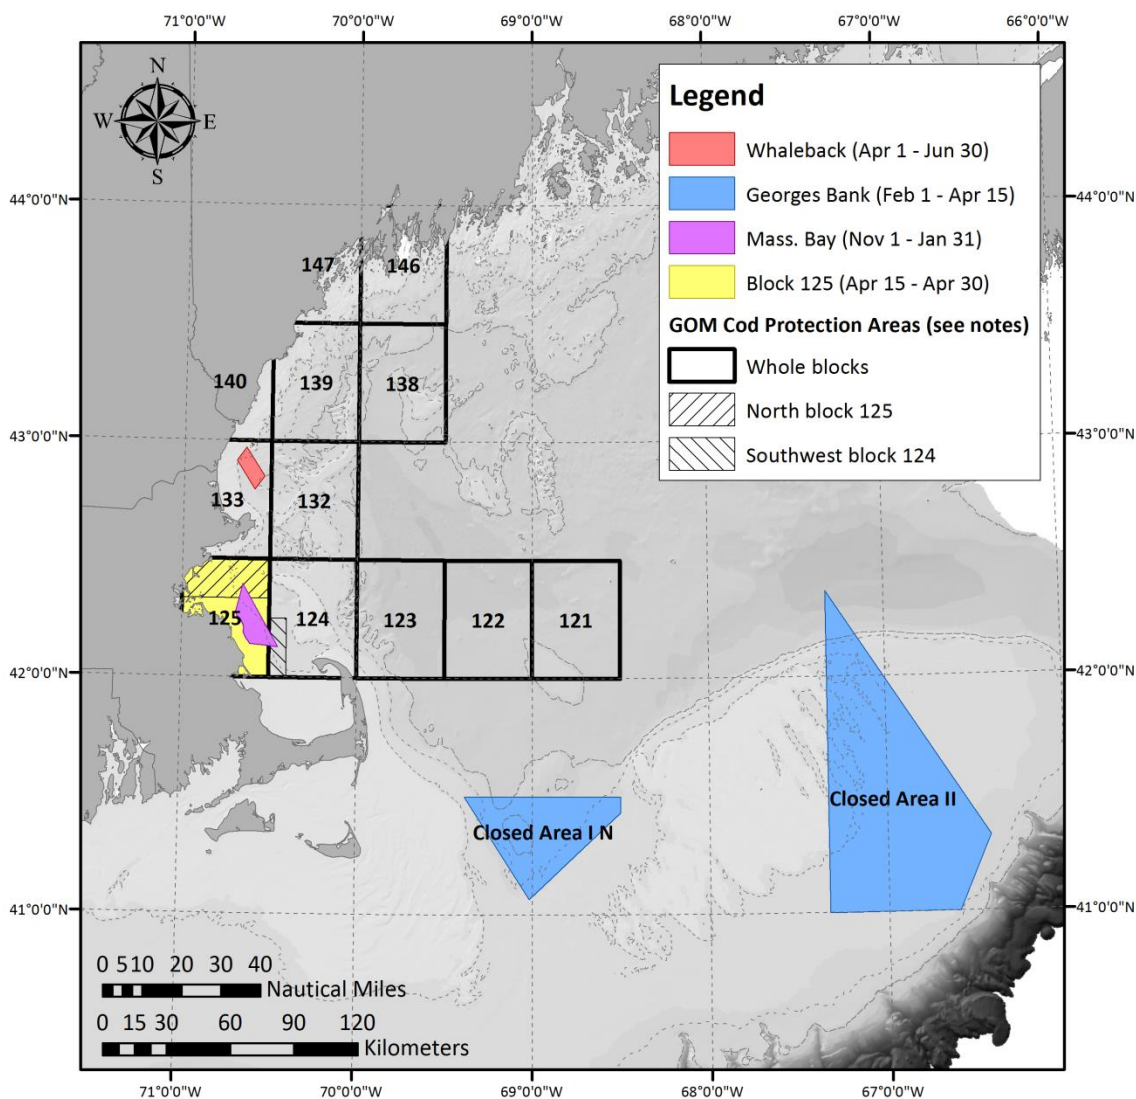 71°0'0"W 70°0'0"W 69°0'0"W 68°0'0"W 67°0'0"W 66°0'0"W
N
W E
S
Legend
Whaleback (Apr 1 - Jun 30)
Georges Bank (Feb 1 - Apr 15)
Mass. Bay (Nov 1 - Jan 31)
Block 125 (Apr 15 - Apr 30)
GOM Cod Protection Areas (see notes)
Whole blocks
North block 125
Southwest block 124
44°0'0"N 44°0'0"N
147 146
140 139 138
43°0'0"N 43°0'0"N
133 132
125 124 123 122 121
42°0'0"N 42°0'0"N
Closed Area II
Closed Area I N
41°0'0"N 41°0'0"N
0 5 10 20 30 40
Nautical Miles
0 15 30 60 90 120
Kilometers
71°0'0"W 70°0'0"W 69°0'0"W 68°0'0"W 67°0'0"W